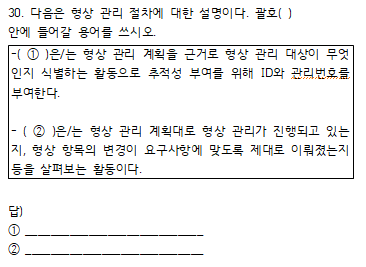 30. 다음은 형상 관리 절차에 대한 설명이다. 괄호( )
안에 들어갈 용어를 쓰시오.
-( ① )은/는 형상 관리 계획을 근거로 형상 관리 대상이 무엇
인지 식별하는 활동으로 추적성 부여를 위해 ID와 관리번호를
부여한다.
- ( ② )은/는 형상 관리 계획대로 형상 관리가 진행되고 있는
지, 형상 항목의 변경이 요구사항에 맞도록 제대로 이뤄졌는지
등을 살펴보는 활동이다.
답)
① ____________________________
② ____________________________